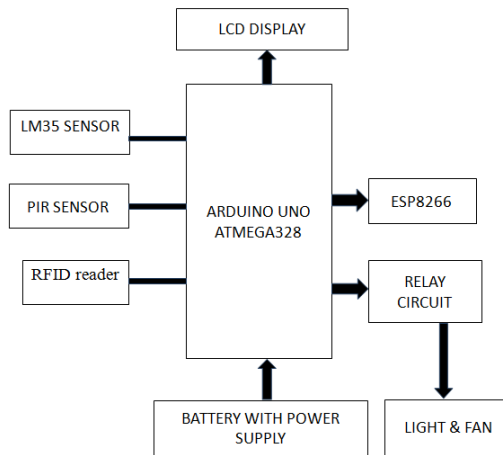 LCD DISPLAY
LM35 SENSOR
PIR SENSOR
RFID reader
ARDUINO UNO
ATMEGA328
ESP8266
RELAY
CIRCUIT
BATTERY WITH POWER
SUPPLY
LIGHT & FAN